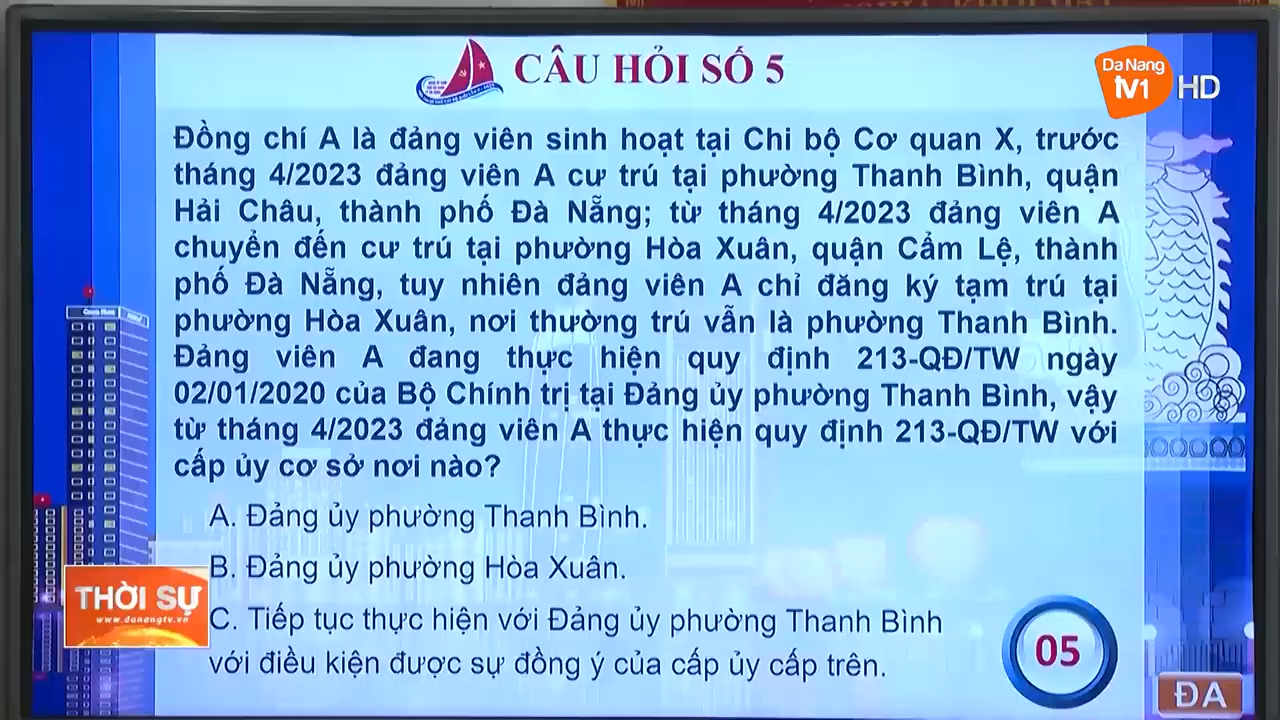 CÂU HỎI SỐ 5
Da Nang
tv1 HD
Đồng chí A là đảng viên sinh hoạt tại Chi bộ Cơ quan X, trước
tháng 4/2023 đảng viên A cư trú tại phường Thanh Bình, quận
Hải Châu, thành phố Đà Nẵng; từ tháng 4/2023 đảng viên A
chuyển đến cư trú tại phường Hòa Xuân, quận Cẩm Lệ, thành
phố Đà Nẵng, tuy nhiên đảng viên A chỉ đăng ký tạm trú tại
phường Hòa Xuân, nơi thường trú vẫn là phường Thanh Bình.
Đảng viên A đang thực hiện quy định 213-QĐ/TW ngày
02/01/2020 của Bộ Chính trị tại Đảng ủy phường Thanh Bình, vậy
từ tháng 4/2023 đảng viên A thực hiện quy định 213-QĐ/TW với
cấp ủy cơ sở nơi nào?
A. Đảng ủy phường Thanh Bình.
B. Đảng ủy phường Hòa Xuân.
C. Tiếp tục thực hiện với Đảng ủy phường Thanh Bình
với điều kiện được sự đồng ý của cấp ủy cấp trên.
THỜI SỰ
www.danangtv.vn
05
ĐA